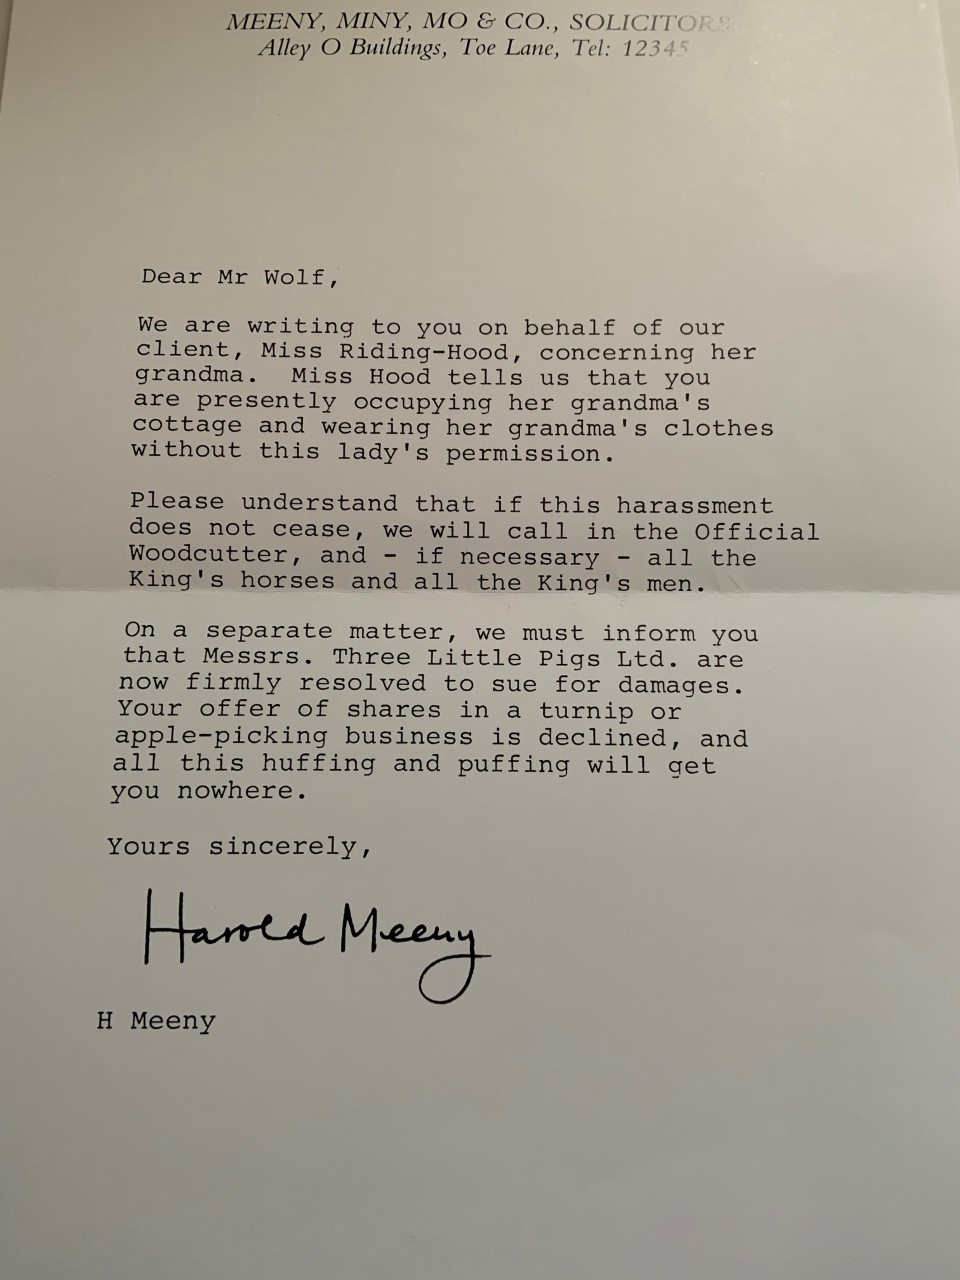 MEENY, MINY, MO & CO., SOLICITORS
Alley O Buildings, Toe Lane, Tel: 12345
Dear Mr Wolf,
We are writing to you on behalf of our
client, Miss Riding-Hood, concerning her
grandma. Miss Hood tells us that you
are presently occupying her grandma's
cottage and wearing her grandma's clothes
without this lady's permission.
Please understand that if this harassment
does not cease, we will call in the Official
Woodcutter, and - if necessary - all the
King's horses and all the King's men.
On a separate matter, we must inform you
that Messrs. Three Little Pigs Ltd. are
now firmly resolved to sue for damages.
Your offer of shares in a turnip or
apple-picking business is declined, and
all this huffing and puffing will get
you nowhere.
Yours sincerely,
Harold Meeny
H Meeny